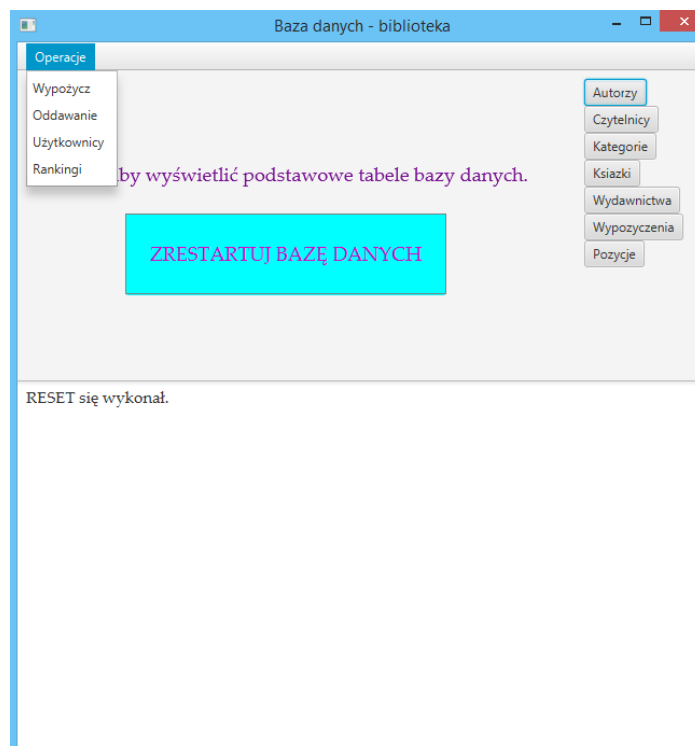 Baza danych - biblioteka
Operacje
Wypożycz
Oddawanie
Użytkownicy
Rankingi
Autorzy
Czytelnicy
Kategorie
Ksiazki
Wydawnictwa
Wypozyczenia
Pozycje
by wyświetlić podstawowe tabele bazy danych.
ZRESTARTUJ BAZĘ DANYCH
RESET się wykonał.